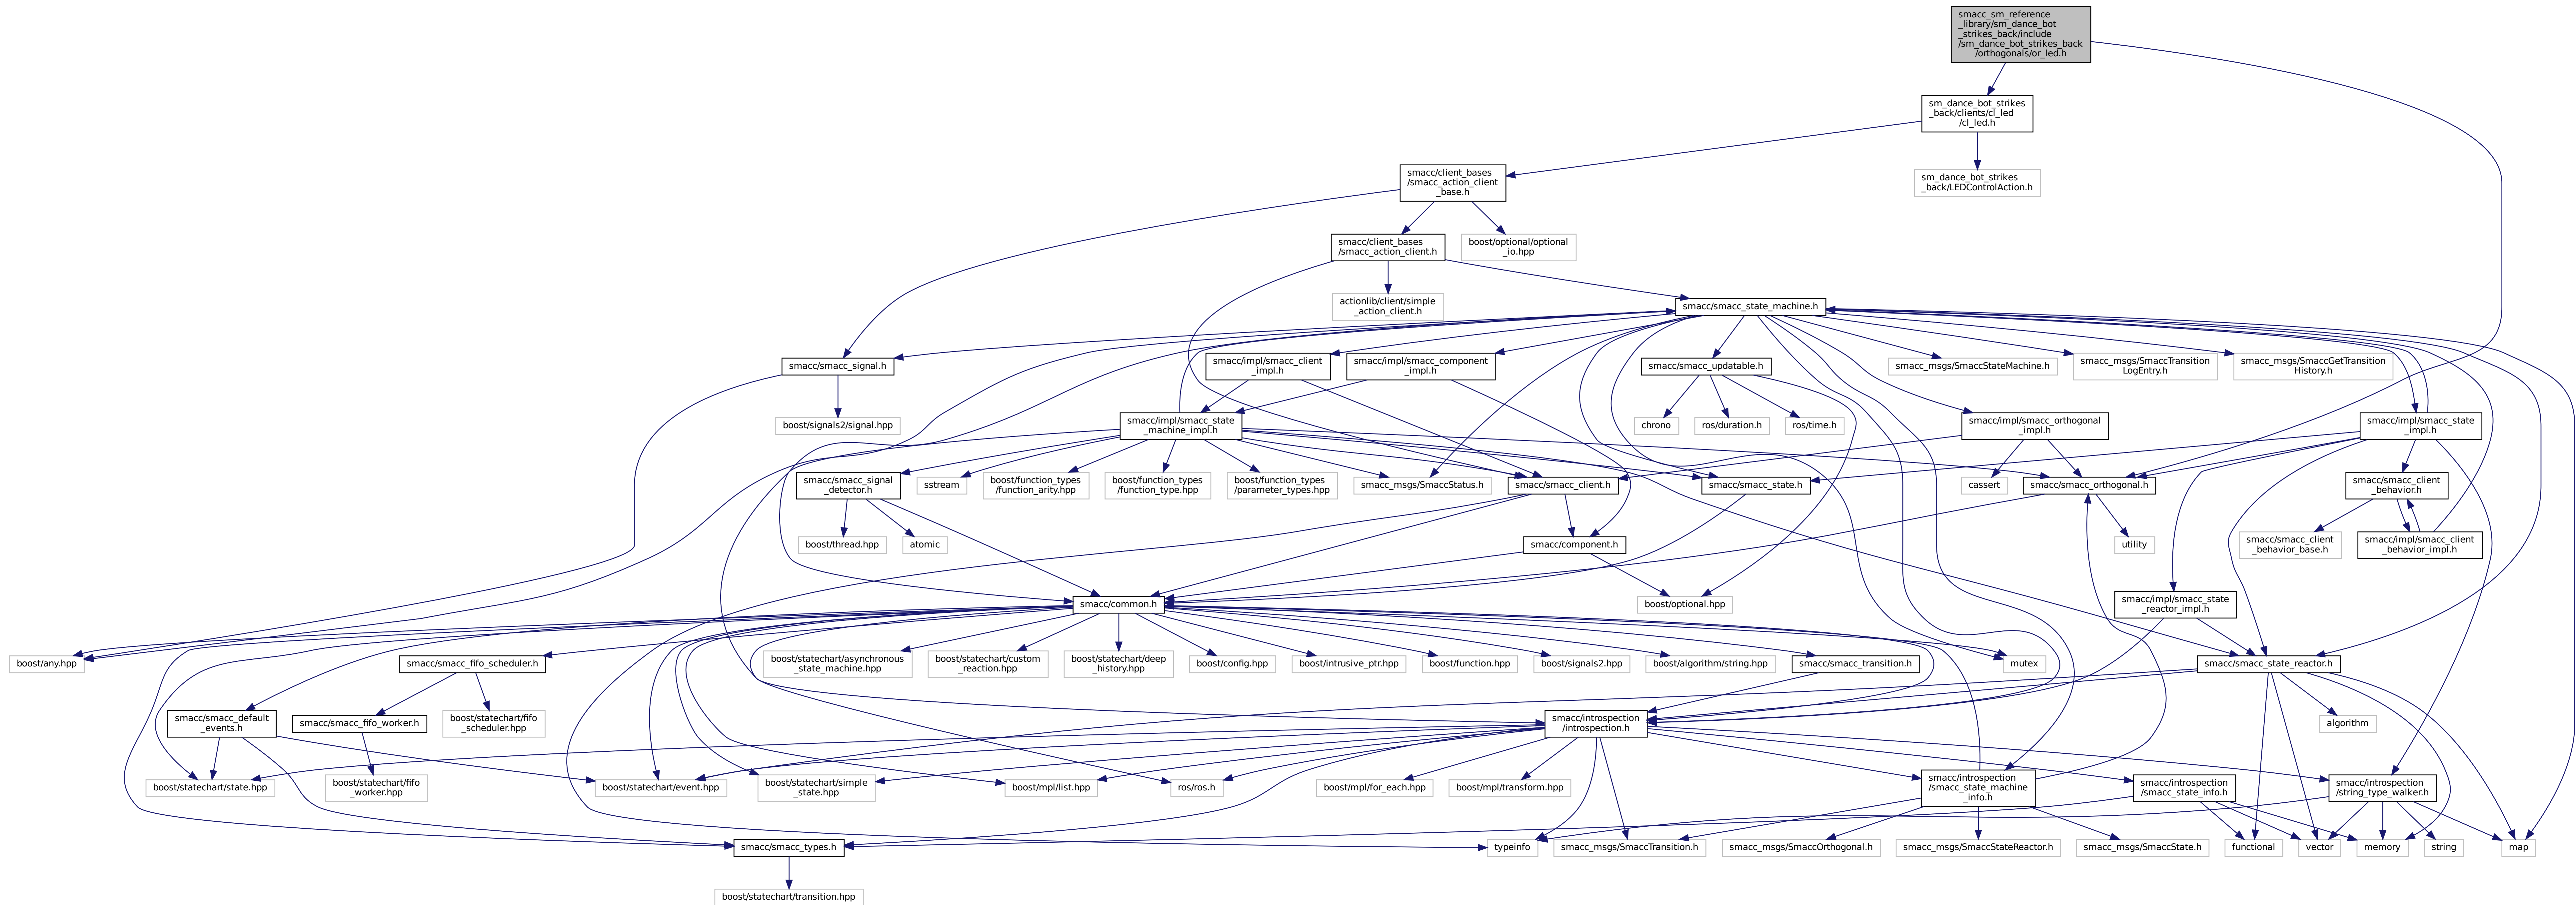 smacc_sm_reference
_library/sm_dance_bot
_strikes_back/include
/sm_dance_bot_strikes_back
/orthogonals/or_led.h
sm_dance_bot_strikes
_back/clients/cl_led
/cl_led.h
smacc/client_bases
/smacc_action_client
_base.h
sm_dance_bot_strikes
_back/LEDControlAction.h
smacc/client_bases
/smacc_action_client.h
boost/optional/optional
_io.hpp
actionlib/client/simple
_action_client.h
smacc/smacc_state_machine.h
smacc/smacc_signal.h
smacc/impl/smacc_client
_impl.h
smacc/impl/smacc_component
_impl.h
smacc/smacc_updatable.h
smacc_msgs/SmaccStateMachine.h
smacc_msgs/SmaccTransition
LogEntry.h
smacc_msgs/SmaccGetTransition
History.h
boost/signals2/signal.hpp
smacc/impl/smacc_state
_machine_impl.h
chrono
ros/duration.h
ros/time.h
smacc/impl/smacc_orthogonal
_impl.h
smacc/impl/smacc_state
_impl.h
smacc/smacc_signal
_detector.h
sstream
boost/function_types
/function_arity.hpp
boost/function_types
/function_type.hpp
boost/function_types
/parameter_types.hpp
smacc_msgs/SmaccStatus.h
smacc/smacc_client.h
smacc/smacc_state.h
cassert
smacc/smacc_orthogonal.h
smacc/smacc_client
_behavior.h
boost/thread.hpp
atomic
smacc/component.h
utility
smacc/smacc_client
_behavior_base.h
smacc/impl/smacc_client
_behavior_impl.h
smacc/common.h
boost/optional.hpp
smacc/impl/smacc_state
_reactor_impl.h
boost/any.hpp
smacc/smacc_fifo_scheduler.h
boost/statechart/asynchronous
_state_machine.hpp
boost/statechart/custom
_reaction.hpp
boost/statechart/deep
_history.hpp
boost/config.hpp
boost/intrusive_ptr.hpp
boost/function.hpp
boost/signals2.hpp
boost/algorithm/string.hpp
smacc/smacc_transition.h
mutex
smacc/smacc_state_reactor.h
smacc/smacc_default
_events.h
smacc/smacc_fifo_worker.h
boost/statechart/fifo
_scheduler.hpp
smacc/introspection
/introspection.h
algorithm
boost/statechart/state.hpp
boost/statechart/fifo
_worker.hpp
boost/statechart/event.hpp
boost/statechart/simple
_state.hpp
boost/mpl/list.hpp
ros/ros.h
boost/mpl/for_each.hpp
boost/mpl/transform.hpp
smacc/introspection
/smacc_state_machine
_info.h
smacc/introspection
/smacc_state_info.h
smacc/introspection
/string_type_walker.h
smacc/smacc_types.h
typeinfo
smacc_msgs/SmaccTransition.h
smacc_msgs/SmaccOrthogonal.h
smacc_msgs/SmaccStateReactor.h
smacc_msgs/SmaccState.h
functional
vector
memory
string
map
boost/statechart/transition.hpp